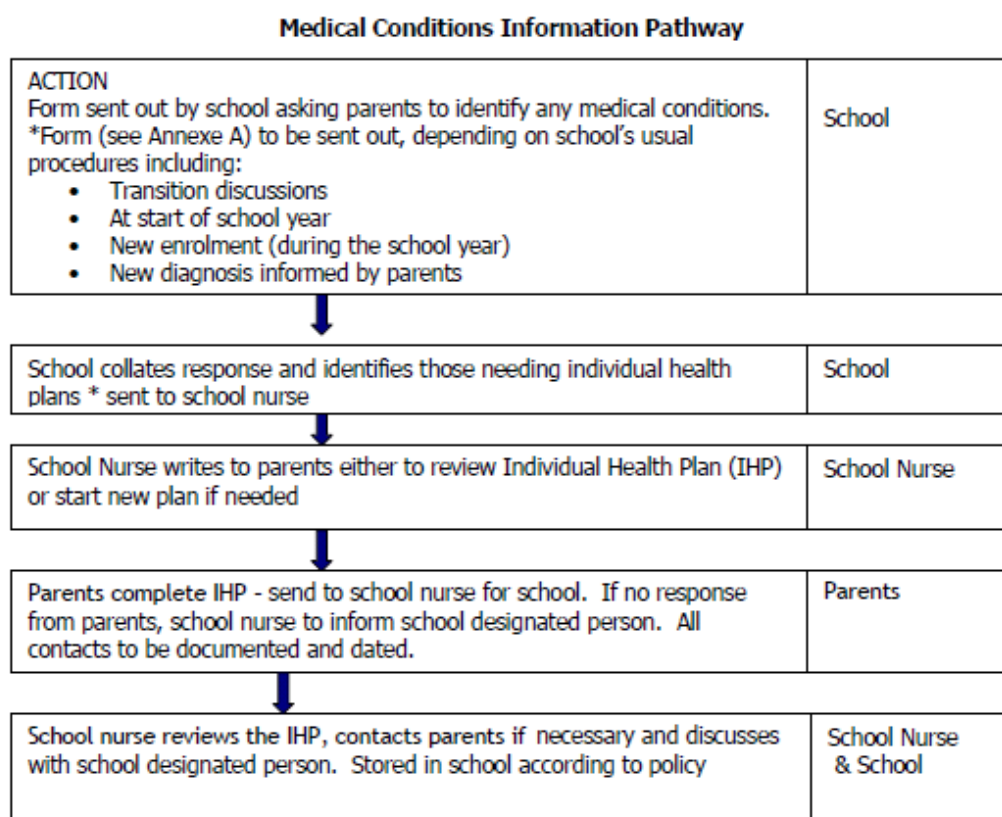 Medical Conditions Information Pathway
ACTION
Form sent out by school asking parents to identify any medical conditions.
*Form (see Annexe A) to be sent out, depending on school's usual
procedures including:
• Transition discussions
• At start of school year
• New enrolment (during the school year)
• New diagnosis informed by parents
School
School collates response and identifies those needing individual health
plans * sent to school nurse
School
School Nurse writes to parents either to review Individual Health Plan (IHP)
or start new plan if needed
School Nurse
Parents complete IHP - send to school nurse for school.  If no response
from parents, school nurse to inform school designated person.  All
contacts to be documented and dated.
Parents
School nurse reviews the IHP, contacts parents if necessary and discusses
with school designated person.  Stored in school according to policy
School Nurse
& School